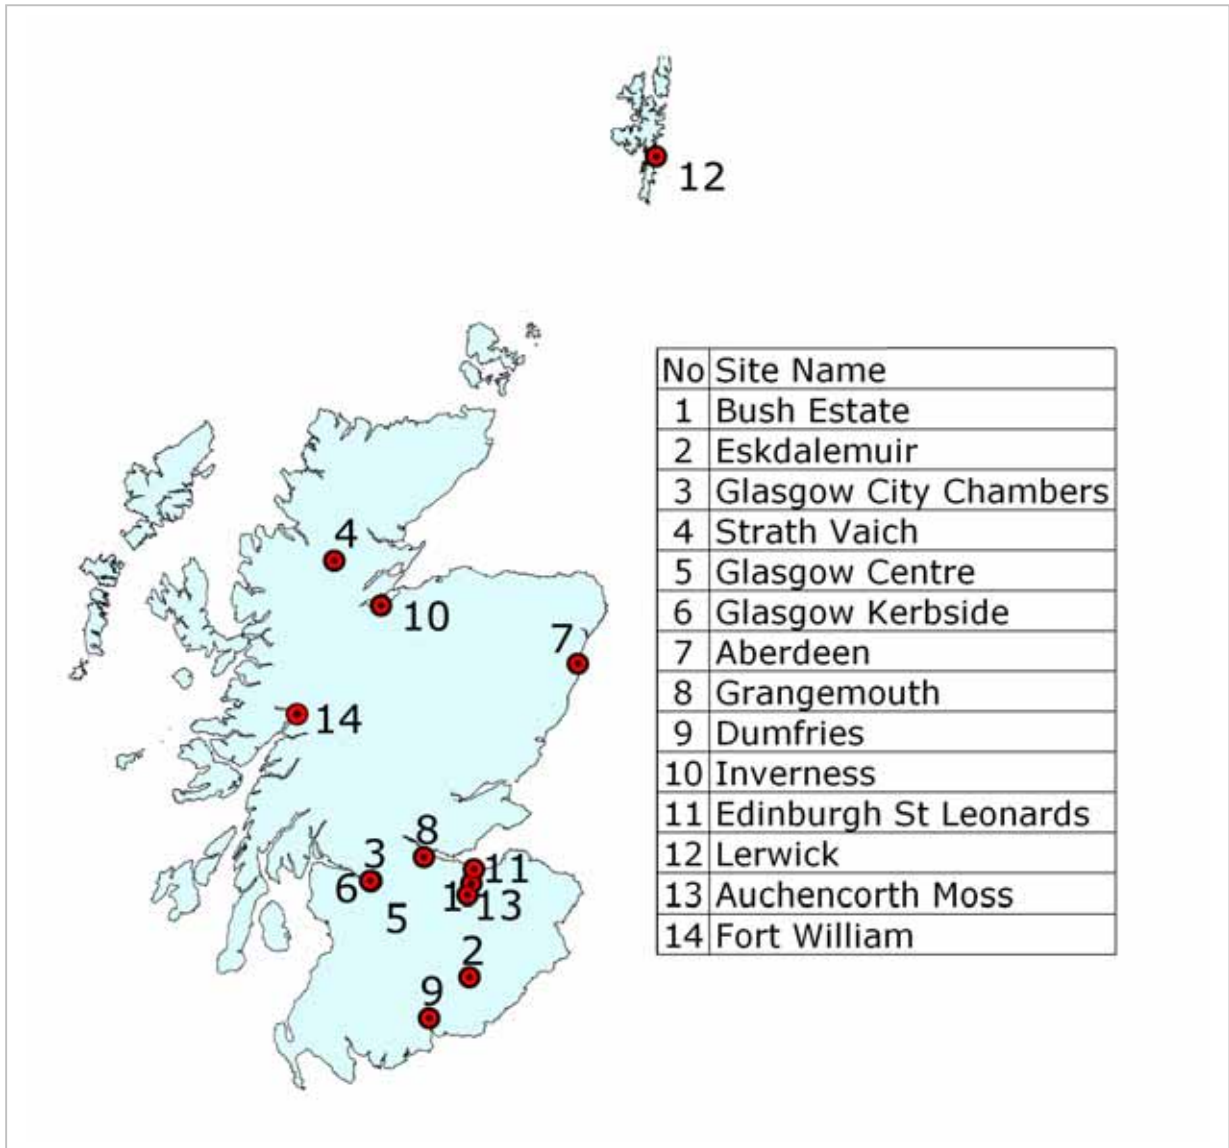 12
No Site Name
1 Bush Estate
2 Eskdalemuir
3 Glasgow City Chambers
4 Strath Vaich
5 Glasgow Centre
6 Glasgow Kerbside
7 Aberdeen
8 Grangemouth
9 Dumfries
10 Inverness
11 Edinburgh St Leonards
12 Lerwick
13 Auchencorth Moss
14 Fort William
4
10
7
14
8
3
11
6
1
13
5
2
9